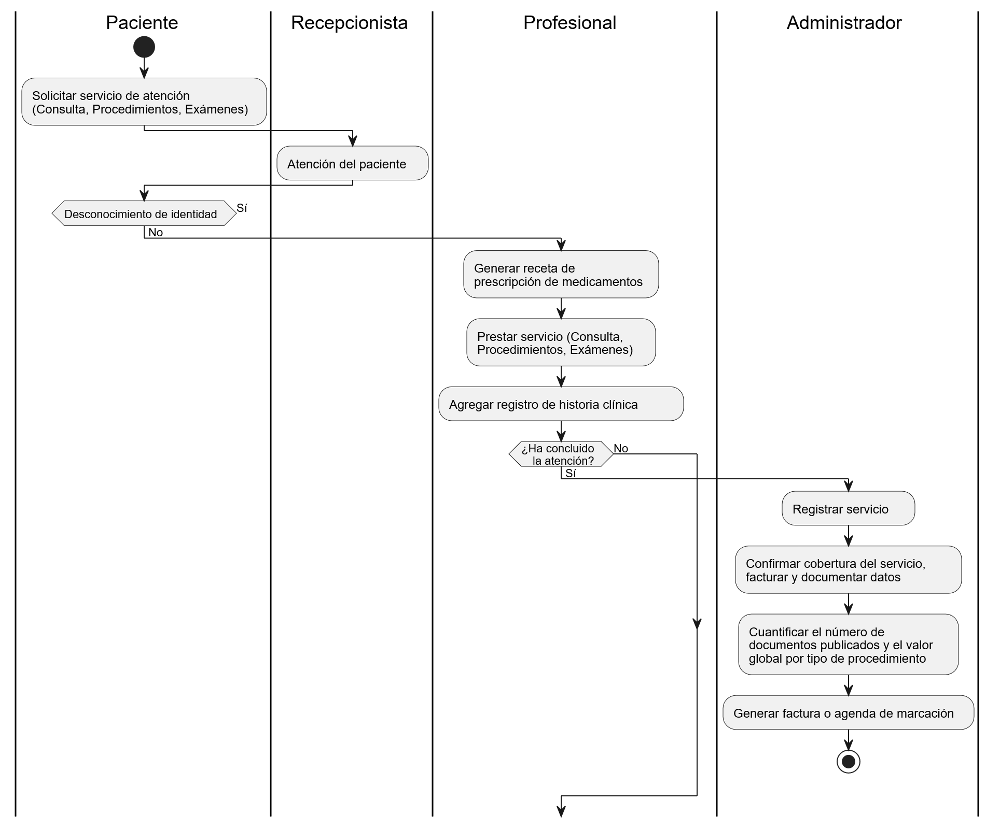 Paciente
Recepcionista
Profesional
Administrador
Solicitar servicio de atención
(Consulta, Procedimientos, Exámenes)
Atención del paciente
Desconocimiento de identidad
Sí
No
Generar receta de
prescripción de medicamentos
Prestar servicio (Consulta,
Procedimientos, Exámenes)
Agregar registro de historia clínica
¿Ha concluido
la atención?
No
Sí
Registrar servicio
Confirmar cobertura del servicio,
facturar y documentar datos
Cuantificar el número de
documentos publicados y el valor
global por tipo de procedimiento
Generar factura o agenda de marcación